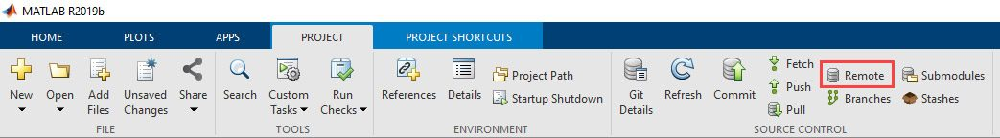 MATLAB R2019b
HOME PLOTS APPS PROJECT PROJECT SHORTCUTS
New Open Add Files Unsaved Changes Share
FILE
Search Custom Tasks Run Checks
TOOLS
References Details Project Path
Startup Shutdown
ENVIRONMENT
Git Details Refresh Commit Fetch
Push
Pull
Remote
Branches
Submodules
Stashes
SOURCE CONTROL